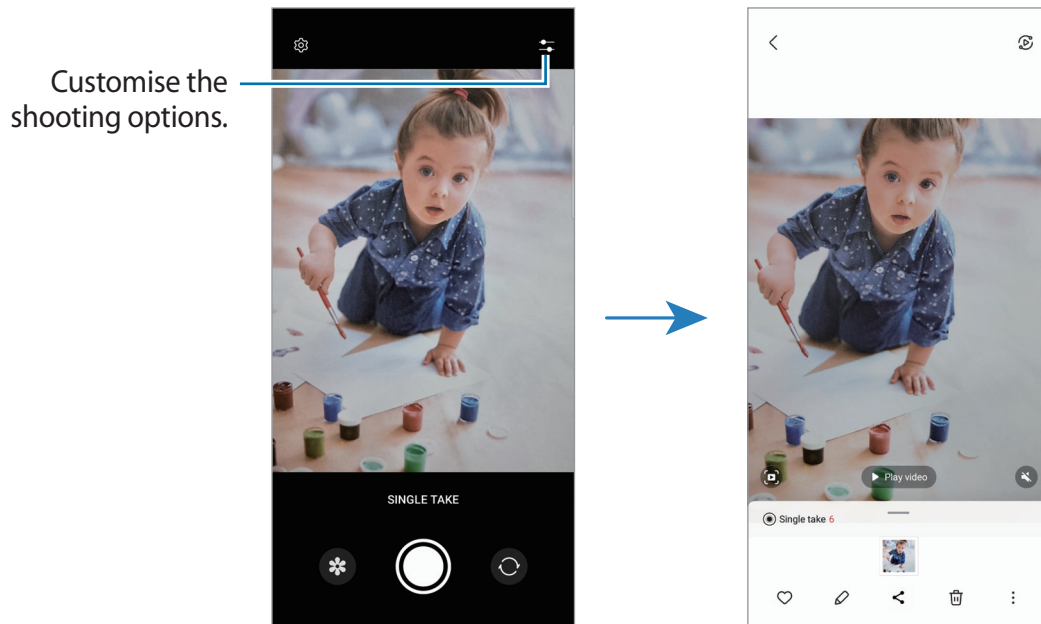 Customise the
shooting options.
SINGLE TAKE
Play video
Single take 6